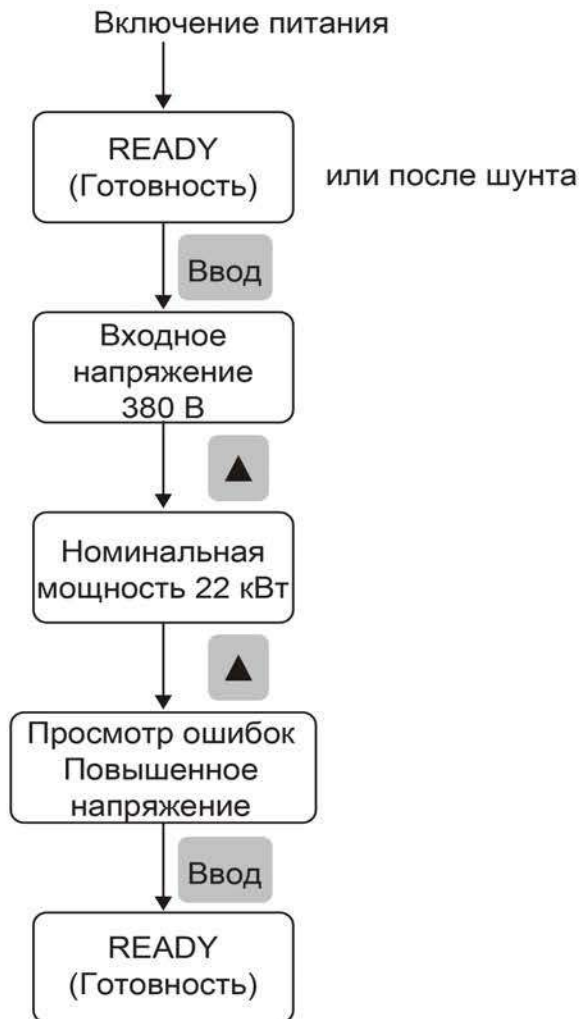 Включение питания
READY
(Готовность)
или после шунта
Ввод
Входное
напряжение
380 В
▲
Номинальная
мощность 22 кВт
▲
Просмотр ошибок
Повышенное
напряжение
Ввод
READY
(Готовность)